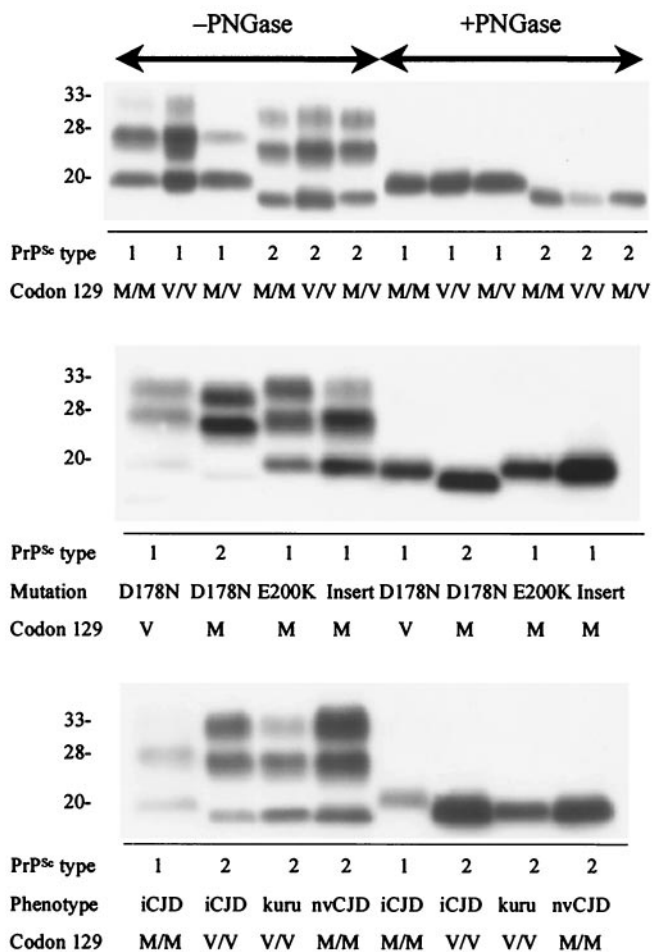 –PNGase +PNGase
33-
28-
20-
PrPSc type 1 1 1 2 2 2 1 1 1 2 2 2
Codon 129 M/M V/V M/V M/M V/V M/V M/M V/V M/V M/M V/V M/V
33-
28-
20-
PrPSc type 1 2 1 1 1 2 1 1
Mutation D178N D178N E200K Insert D178N D178N E200K Insert
Codon 129 V M M M V M M M
33-
28-
20-
PrPSc type 1 2 2 2 1 2 2 2
Phenotype iCJD iCJD kuru nvCJD iCJD iCJD kuru nvCJD
Codon 129 M/M V/V V/V M/M M/M V/V V/V M/M